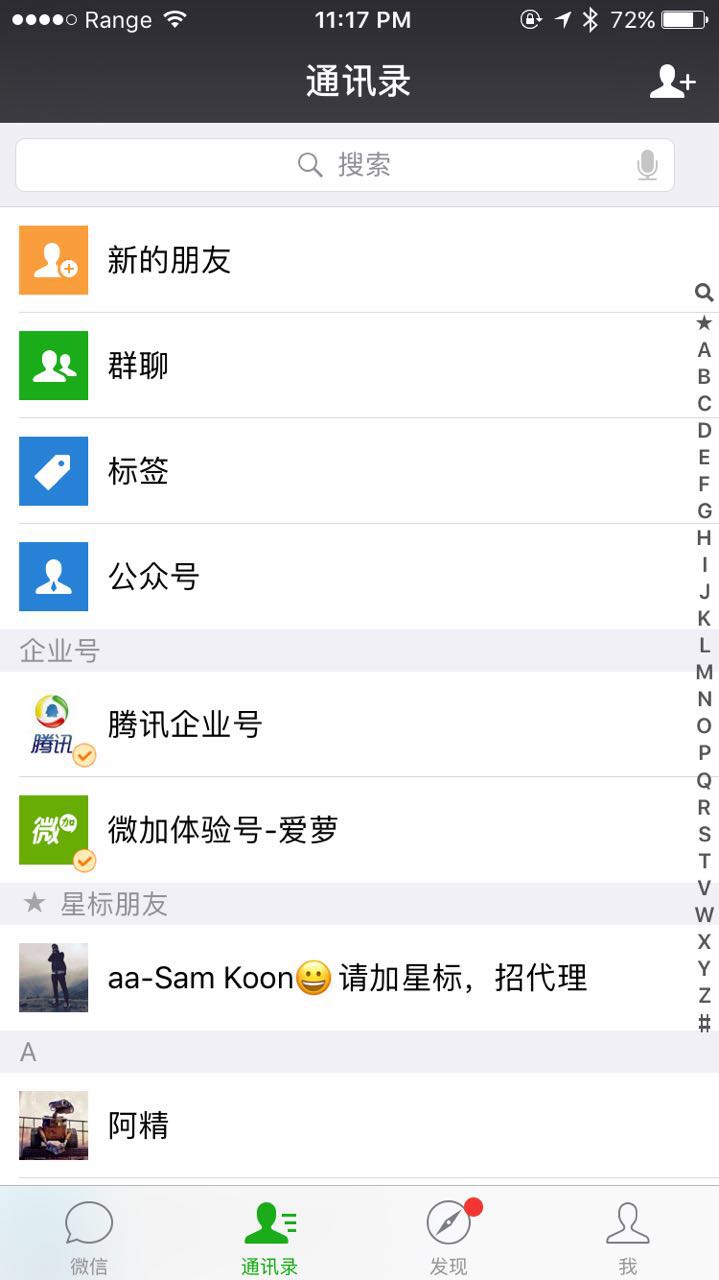 Range 11:17 PM 72%
通讯录
搜索
新的朋友
群聊
标签
公众号
企业号
腾讯
腾讯企业号
微加
微加体验号-爱萝
★ 星标朋友
aa-Sam Koon😀 请加星标，招代理
A
阿精
★
A
B
C
D
E
F
G
H
I
J
K
L
M
N
O
P
Q
R
S
T
V
W
X
Y
Z
#
微信 通讯录 发现 我